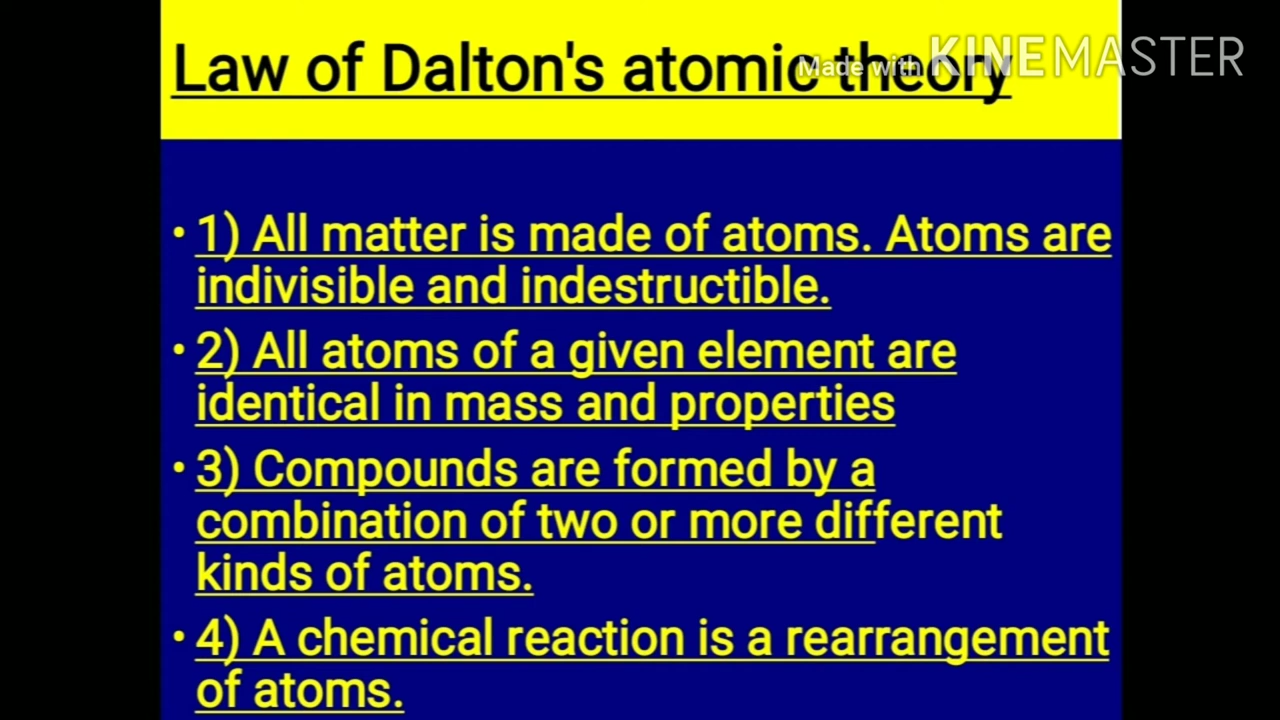 Law of Dalton's atomic theory
Made with KINEMASTER
• 1) All matter is made of atoms. Atoms are
indivisible and indestructible.
• 2) All atoms of a given element are
identical in mass and properties
• 3) Compounds are formed by a
combination of two or more different
kinds of atoms.
• 4) A chemical reaction is a rearrangement
of atoms.